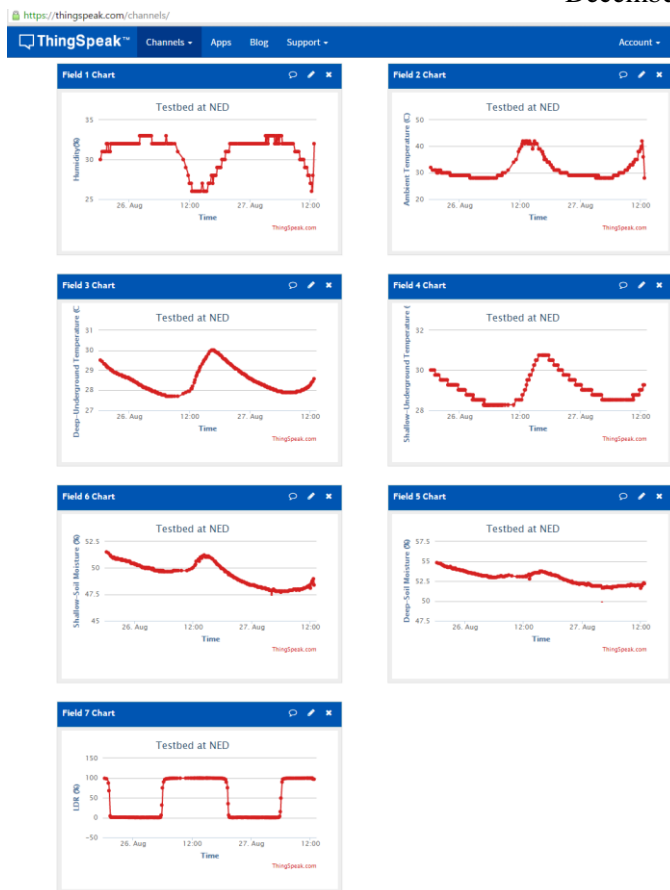 December
https://thingspeak.com/channels/
ThingSpeak™ Channels Apps Blog Support Account
Field 1 Chart
Testbed at NED
Humidity(%)
35
30
25
26. Aug 12:00 27. Aug 12:00
Time
ThingSpeak.com
Field 2 Chart
Testbed at NED
Ambient Temperature (C)
50
40
30
20
26. Aug 12:00 27. Aug 12:00
Time
ThingSpeak.com
Field 3 Chart
Testbed at NED
Deep-Underground Temperature (C
31
30
29
28
27
26. Aug 12:00 27. Aug 12:00
Time
ThingSpeak.com
Field 4 Chart
Testbed at NED
Shallow-Underground Temperature (
32
30
28
26. Aug 12:00 27. Aug 12:00
Time
ThingSpeak.com
Field 6 Chart
Testbed at NED
Shallow-Soil Moisture (%)
52.5
50
47.5
45
26. Aug 12:00 27. Aug 12:00
Time
ThingSpeak.com
Field 5 Chart
Testbed at NED
Deep-Soil Moisture (%)
57.5
55
52.5
50
47.5
26. Aug 12:00 27. Aug 12:00
Time
ThingSpeak.com
Field 7 Chart
Testbed at NED
LDR (%)
150
100
50
0
-50
26. Aug 12:00 27. Aug 12:00
Time
ThingSpeak.com